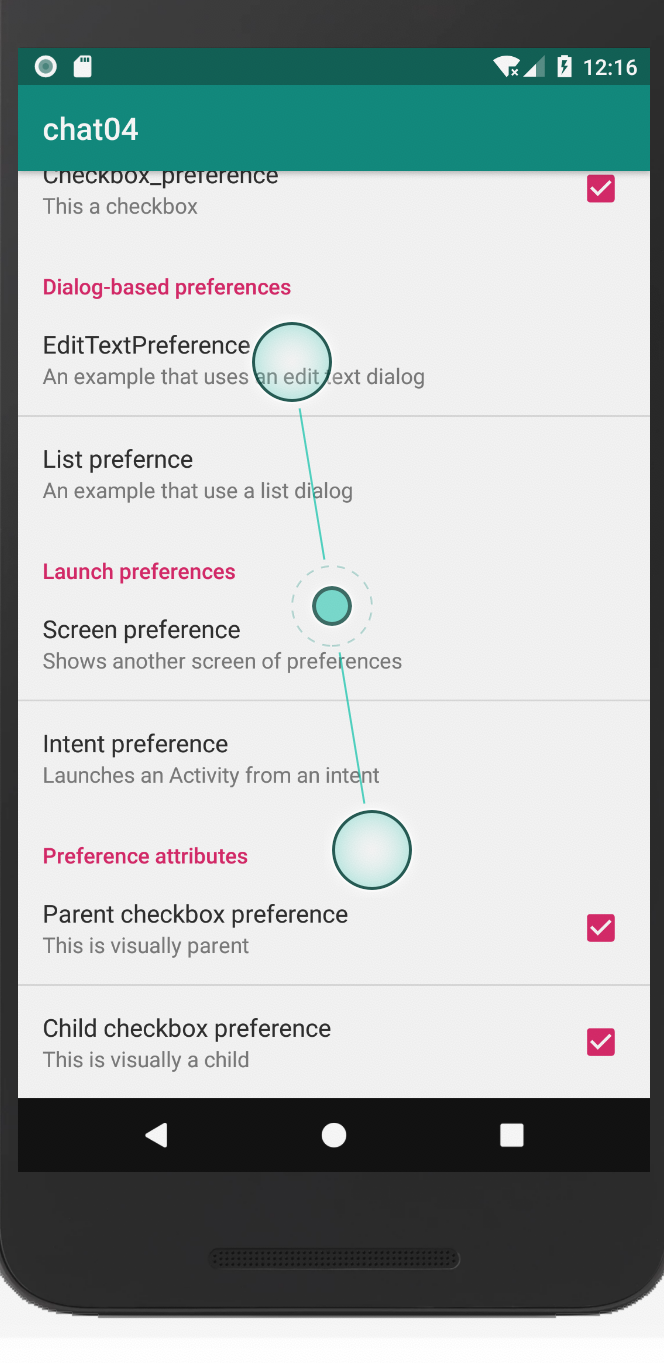 12:16
chat04
Checkbox_preference
This a checkbox
Dialog-based preferences
EditTextPreference
An example that uses an edit text dialog
List prefernce
An example that use a list dialog
Launch preferences
Screen preference
Shows another screen of preferences
Intent preference
Launches an Activity from an intent
Preference attributes
Parent checkbox preference
This is visually parent
Child checkbox preference
This is visually a child